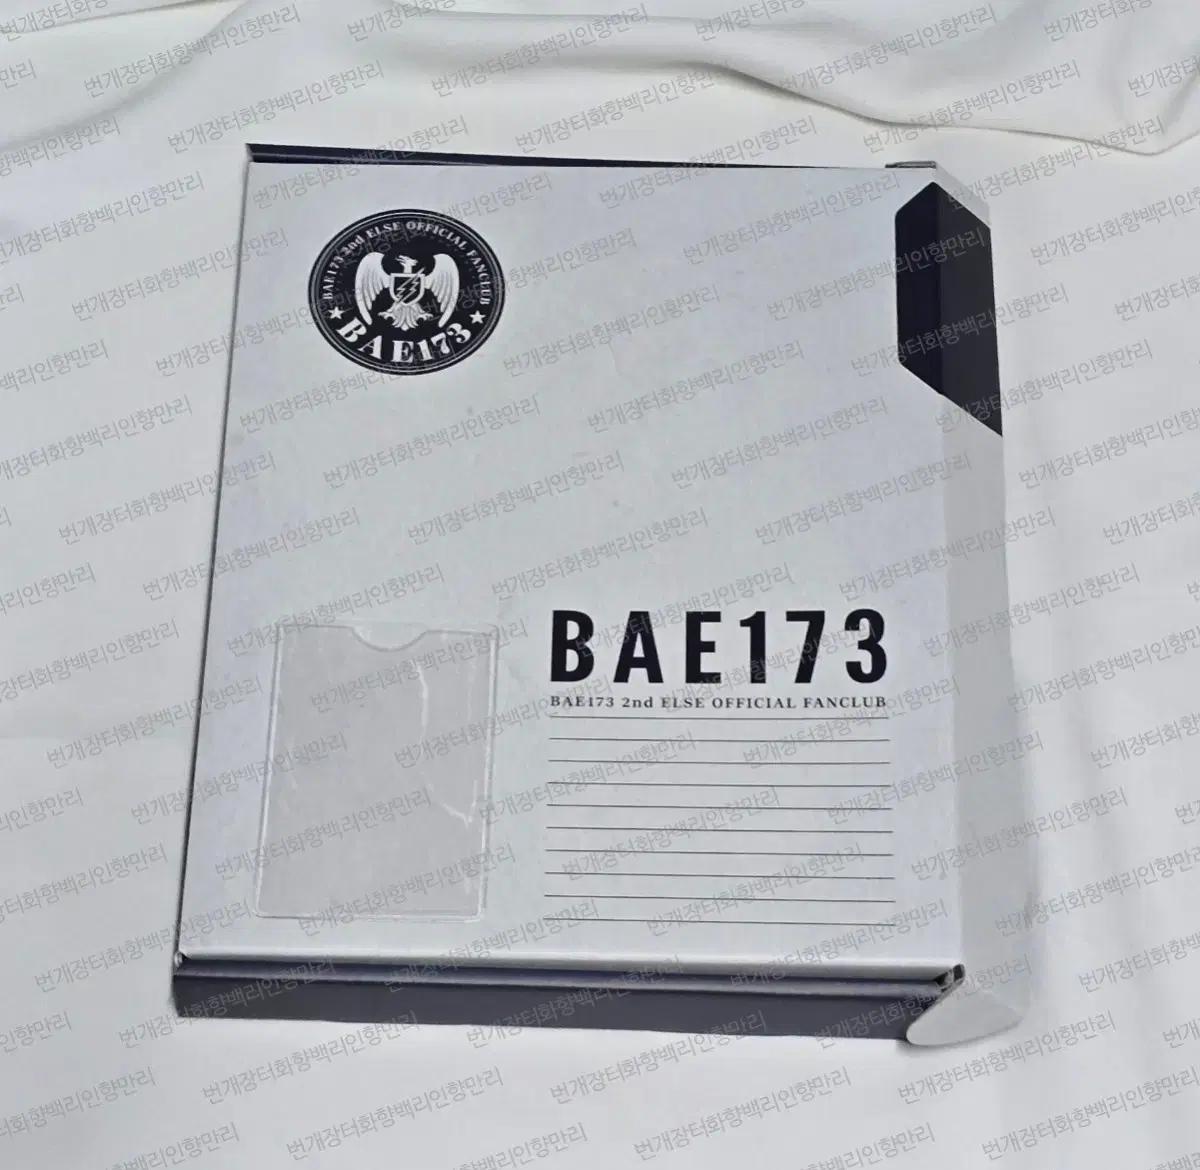 BAE173 2nd ELSE OFFICIAL FANCLUB
★ BAE173 ★
BAE173
BAE173 2nd ELSE OFFICIAL FANCLUB
번개장터화향백리인향만리